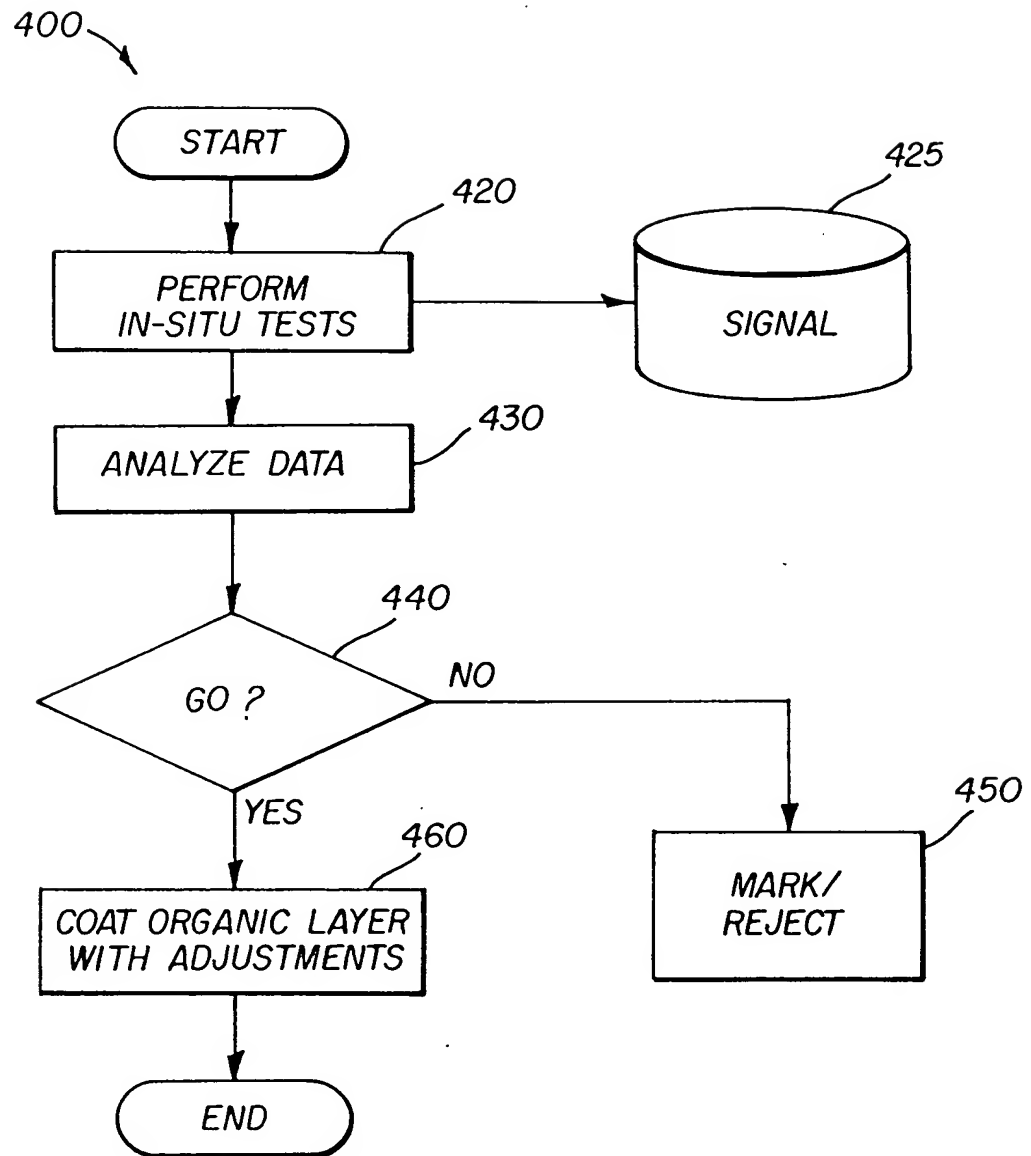 400
START
420
425
PERFORM
IN-SITU TESTS
SIGNAL
430
ANALYZE DATA
440
GO ?
NO
YES
450
MARK/
REJECT
460
COAT ORGANIC LAYER
WITH ADJUSTMENTS
END